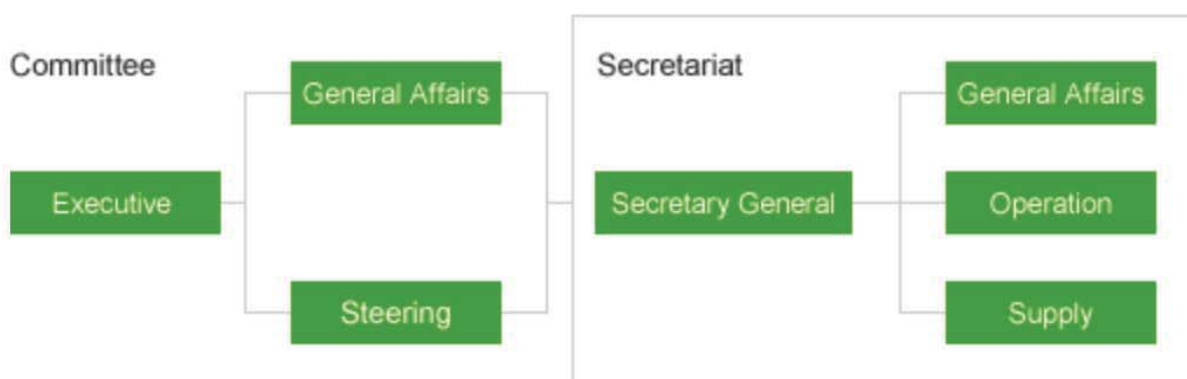 Committee
General Affairs
Executive
Steering
Secretariat
Secretary General
General Affairs
Operation
Supply